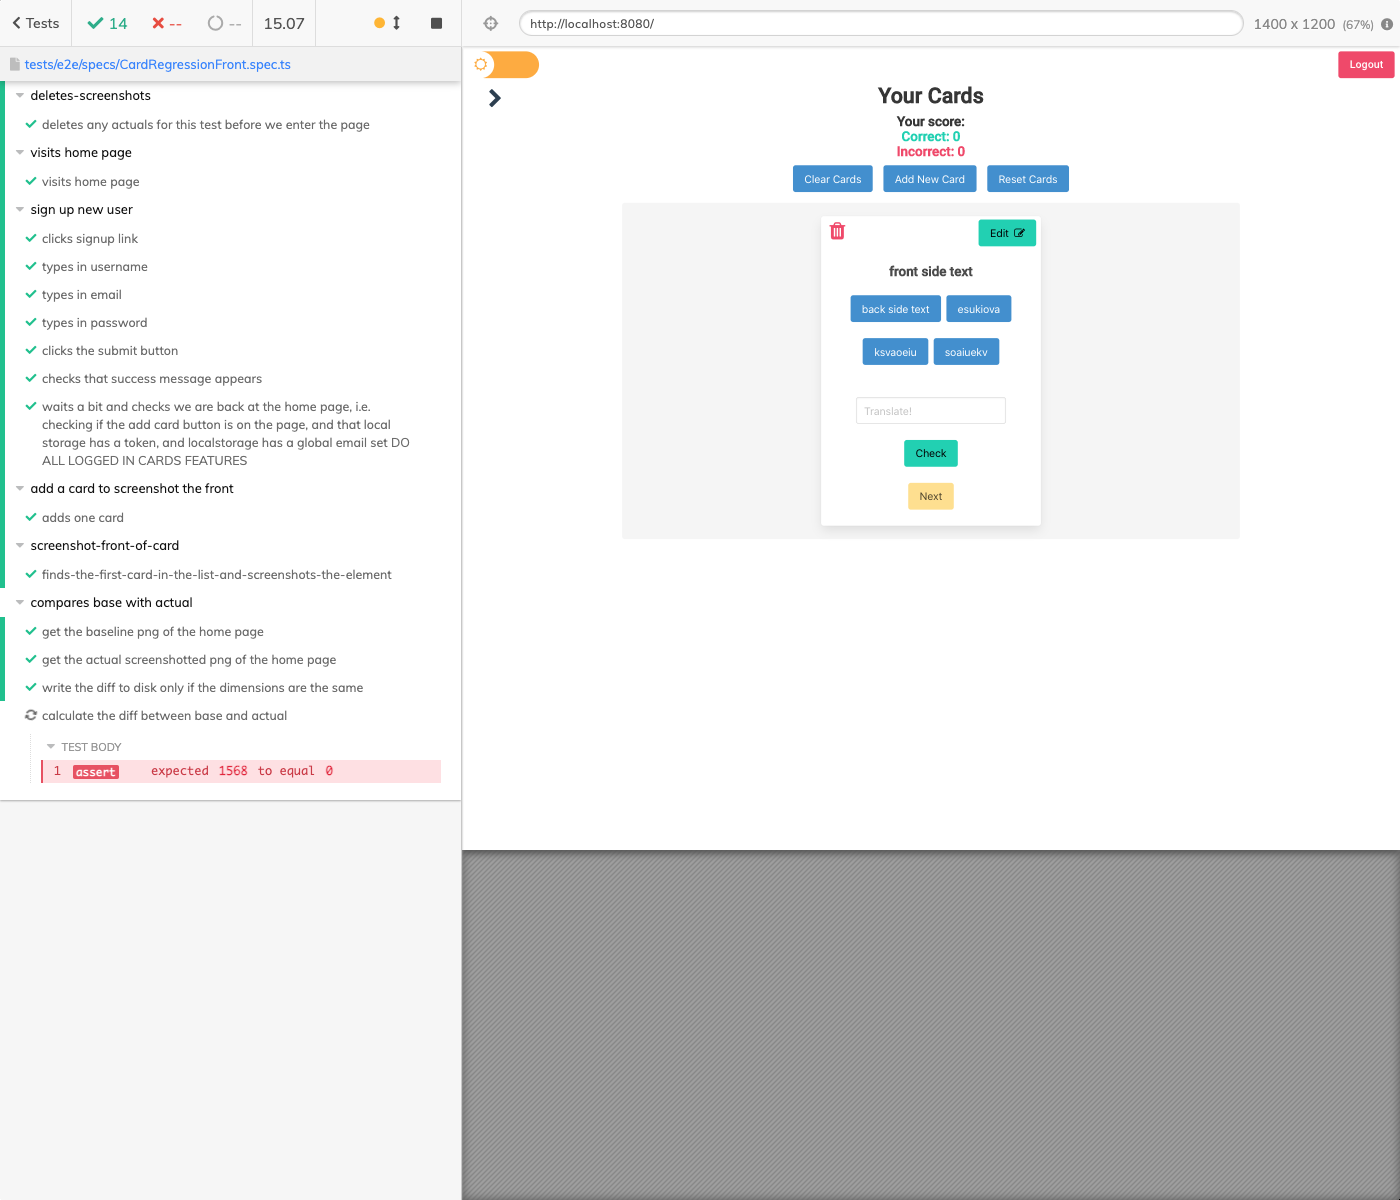 Tests
14
--
--
15.07
http://localhost:8080/
1400 x 1200 (67%)
tests/e2e/specs/CardRegressionFront.spec.ts
deletes-screenshots
deletes any actuals for this test before we enter the page
visits home page
visits home page
sign up new user
clicks signup link
types in username
types in email
types in password
clicks the submit button
checks that success message appears
waits a bit and checks we are back at the home page, i.e.
checking if the add card button is on the page, and that local
storage has a token, and localstorage has a global email set DO
ALL LOGGED IN CARDS FEATURES
add a card to screenshot the front
adds one card
screenshot-front-of-card
finds-the-first-card-in-the-list-and-screenshots-the-element
compares base with actual
get the baseline png of the home page
get the actual screenshotted png of the home page
write the diff to disk only if the dimensions are the same
calculate the diff between base and actual
TEST BODY
1 assert expected 1568 to equal 0
Logout
Your Cards
Your score:
Correct: 0
Incorrect: 0
Clear Cards Add New Card Reset Cards
Edit
front side text
back side text esukiova
ksvaoeiu soaiuekv
Translate!
Check
Next